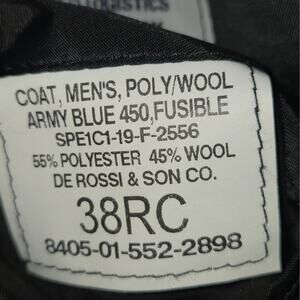 LOGISTICS
COAT, MEN'S, POLY/WOOL
ARMY BLUE 450,FUSIBLE
SPE1C1-19-F-2556
55% POLYESTER 45% WOOL
DE ROSSI & SON CO.
38RC
8405-01-552-2898